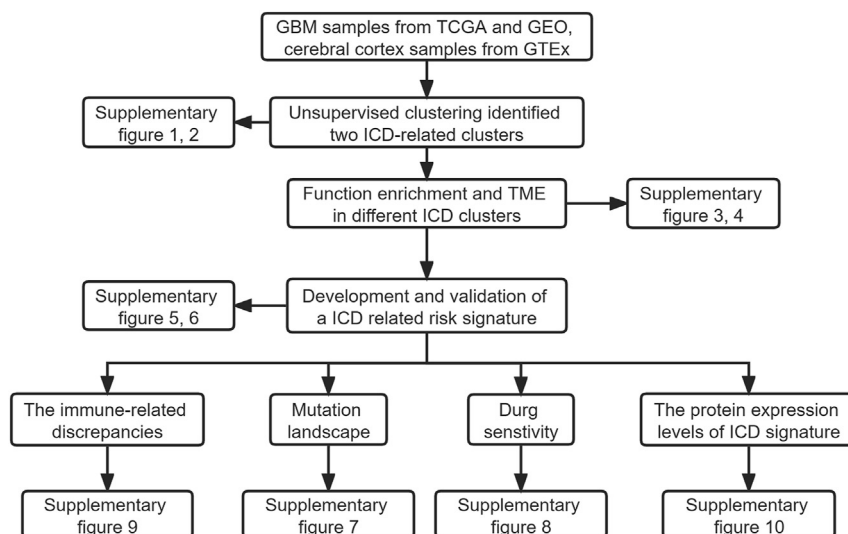 GBM samples from TCGA and GEO,
cerebral cortex samples from GTEx
Supplementary
figure 1, 2
Unsupervised clustering identified
two ICD-related clusters
Function enrichment and TME
in different ICD clusters
Supplementary
figure 3, 4
Supplementary
figure 5, 6
Development and validation of
a ICD related risk signature
The immune-related
discrepancies
Mutation
landscape
Durg
senstivity
The protein expression
levels of ICD signature
Supplementary
figure 9
Supplementary
figure 7
Supplementary
figure 8
Supplementary
figure 10